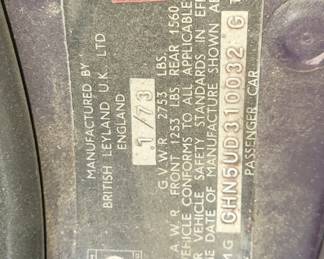 MANUFACTURED BY
BRITISH LEYLAND U.K. LTD
ENGLAND
1/73
G.V.W.R 2753 LBS.
A.W.R FRONT 1253 LBS. REAR 1560
VEHICLE CONFORMS TO ALL APPLICABLE
VEHICLE SAFETY STANDARDS IN EFF
E DATE OF MANUFACTURE SHOWN AB
MG GHN5UD310032 G
PASSENGER CAR